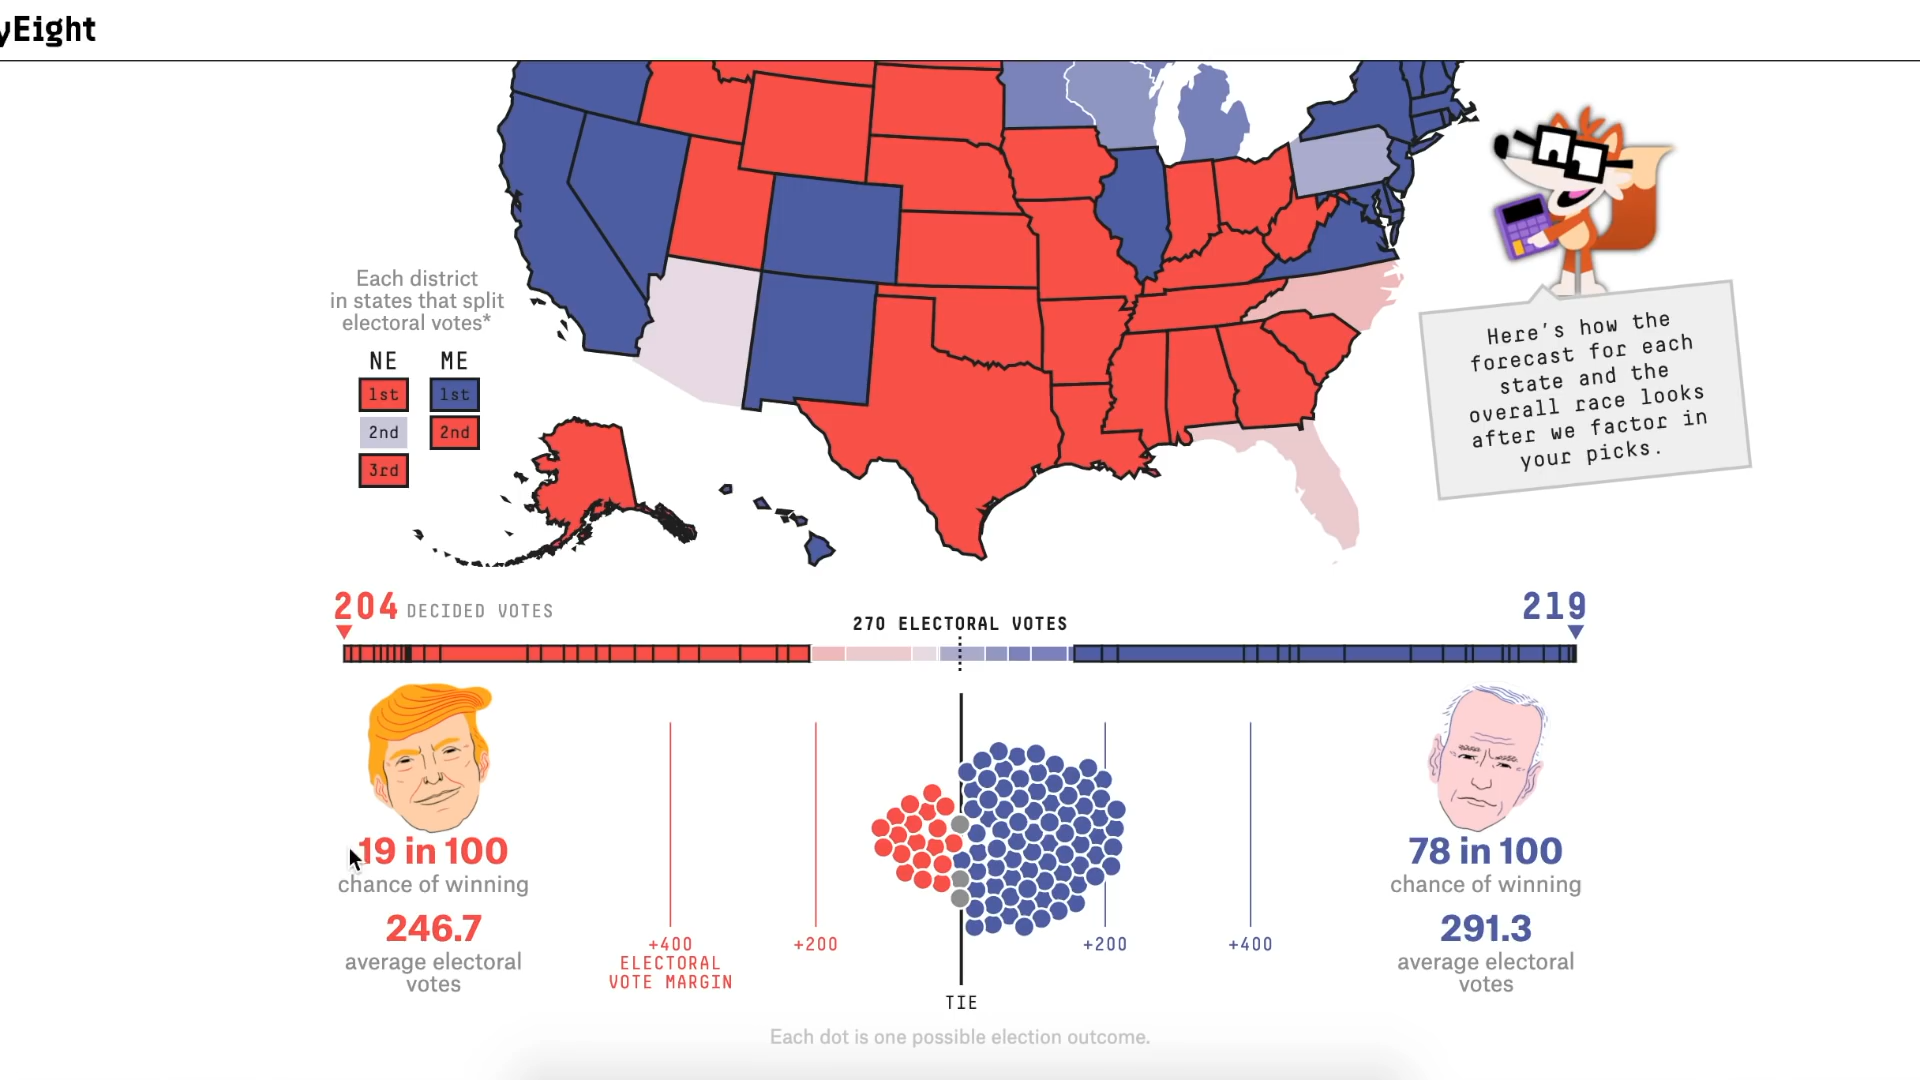 yEight
Each district
in states that split
electoral votes*
NE ME
1st 1st
2nd 2nd
3rd
Here's how the
forecast for each
state and the
overall race looks
after we factor in
your picks.
204 DECIDED VOTES
270 ELECTORAL VOTES
219
19 in 100
chance of winning
246.7
average electoral
votes
+400
ELECTORAL
VOTE MARGIN
+200
TIE
+200
+400
78 in 100
chance of winning
291.3
average electoral
votes
Each dot is one possible election outcome.